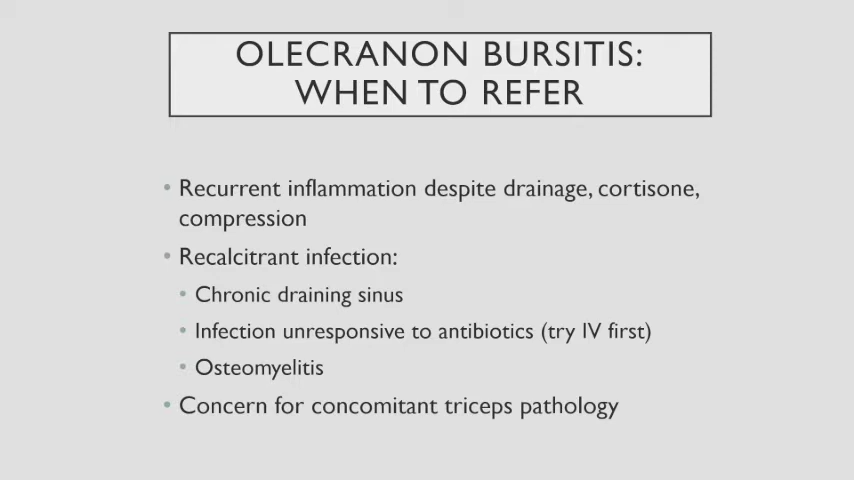 OLECRANON BURSITIS:
WHEN TO REFER
• Recurrent inflammation despite drainage, cortisone,
compression
• Recalcitrant infection:
• Chronic draining sinus
• Infection unresponsive to antibiotics (try IV first)
• Osteomyelitis
• Concern for concomitant triceps pathology